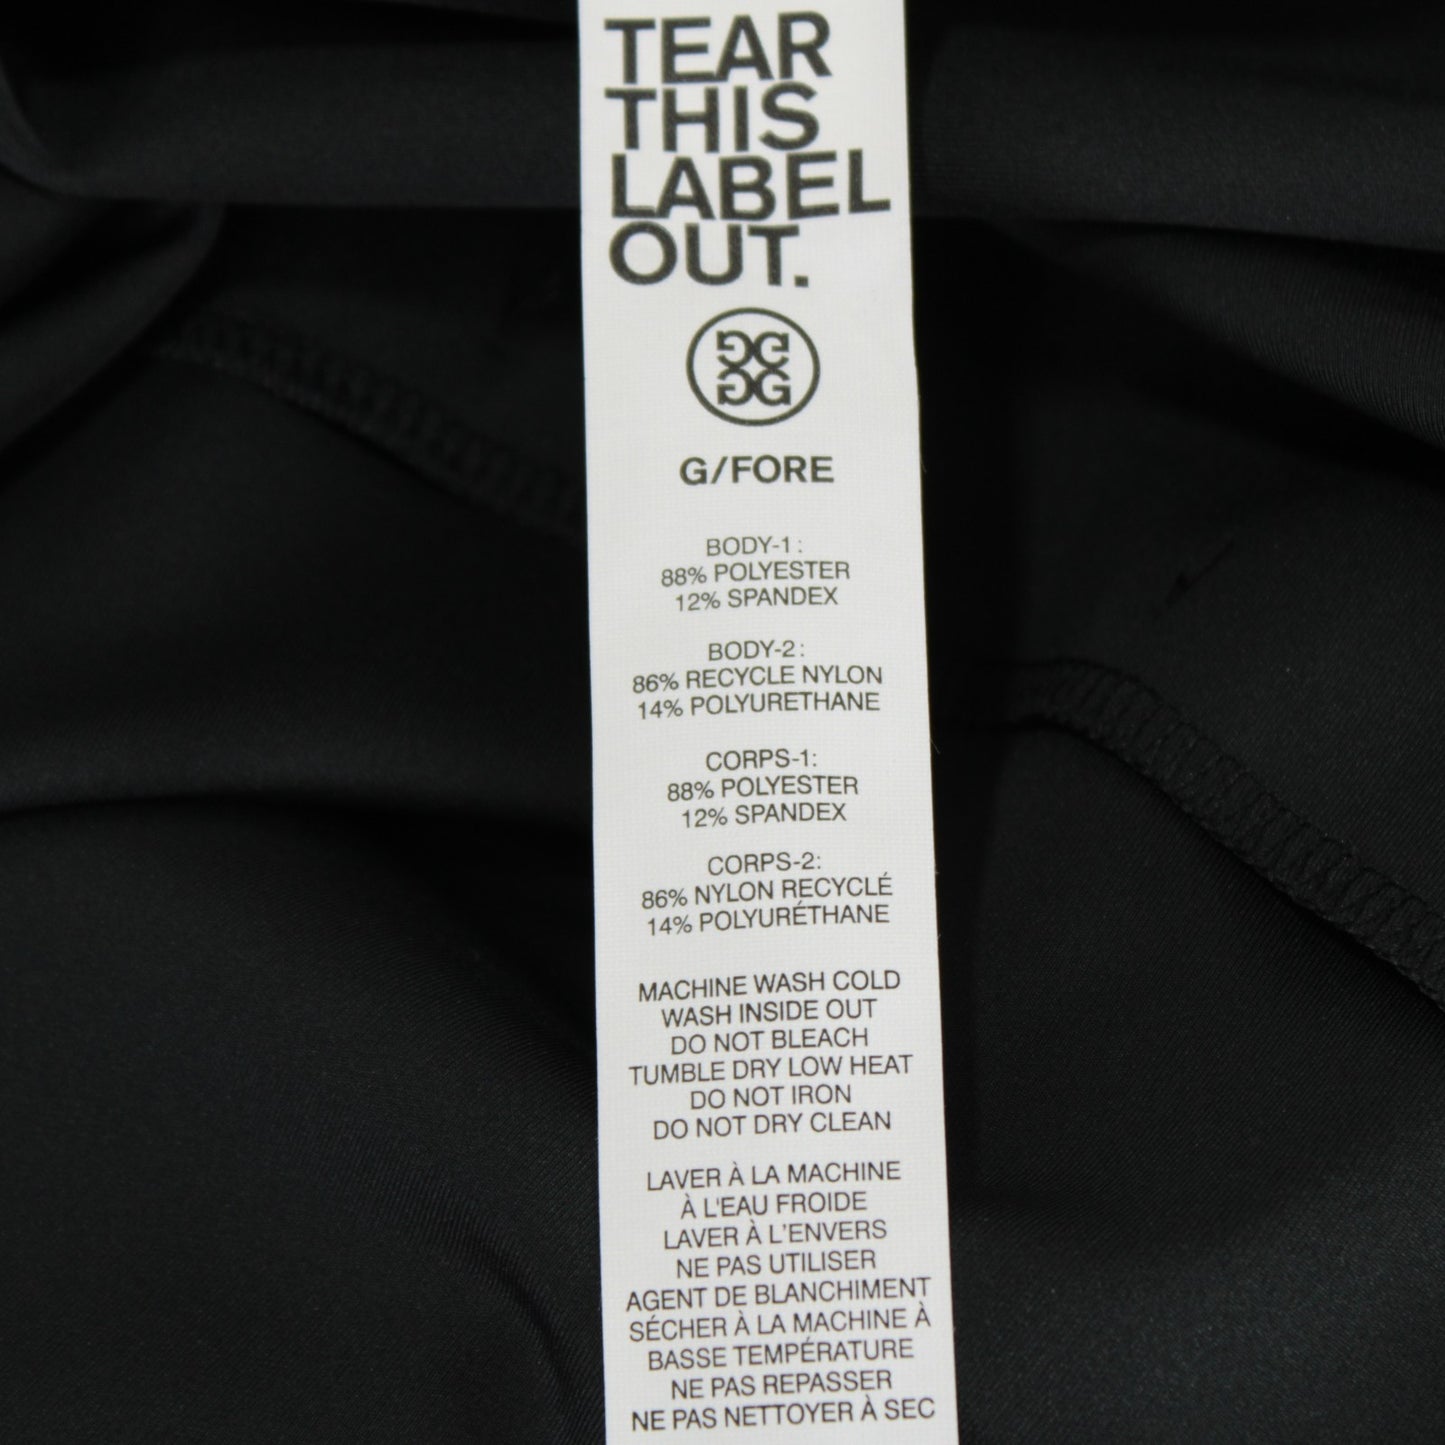 TEAR
THIS
LABEL
OUT.
G/FORE
BODY-1:
88% POLYESTER
12% SPANDEX
BODY-2:
86% RECYCLE NYLON
14% POLYURETHANE
CORPS-1:
88% POLYESTER
12% SPANDEX
CORPS-2:
86% NYLON RECYCLÉ
14% POLYURÉTHANE
MACHINE WASH COLD
WASH INSIDE OUT
DO NOT BLEACH
TUMBLE DRY LOW HEAT
DO NOT IRON
DO NOT DRY CLEAN
LAVER À LA MACHINE
À L'EAU FROIDE
LAVER À L'ENVERS
NE PAS UTILISER
AGENT DE BLANCHIMENT
SÉCHER À LA MACHINE À
BASSE TEMPÉRATURE
NE PAS REPASSER
NE PAS NETTOYER À SEC